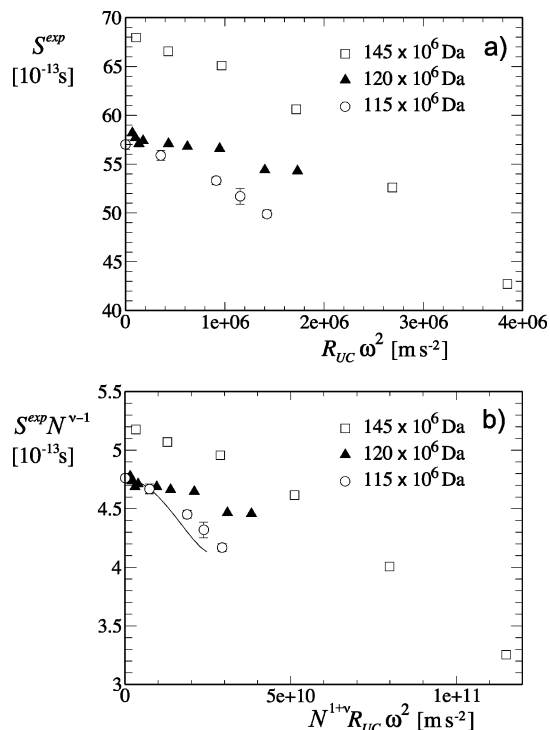 S^exp
[10^-13 s]
a)
145 x 10^6 Da
120 x 10^6 Da
115 x 10^6 Da
70
65
60
55
50
45
40
0
1e+06
2e+06
3e+06
4e+06
R_UC ω^2 [m s^-2]
S^exp N^ν-1
[10^-13 s]
b)
145 x 10^6 Da
120 x 10^6 Da
115 x 10^6 Da
5.5
5
4.5
4
3.5
3
0
5e+10
1e+11
N^1+ν R_UC ω^2 [m s^-2]